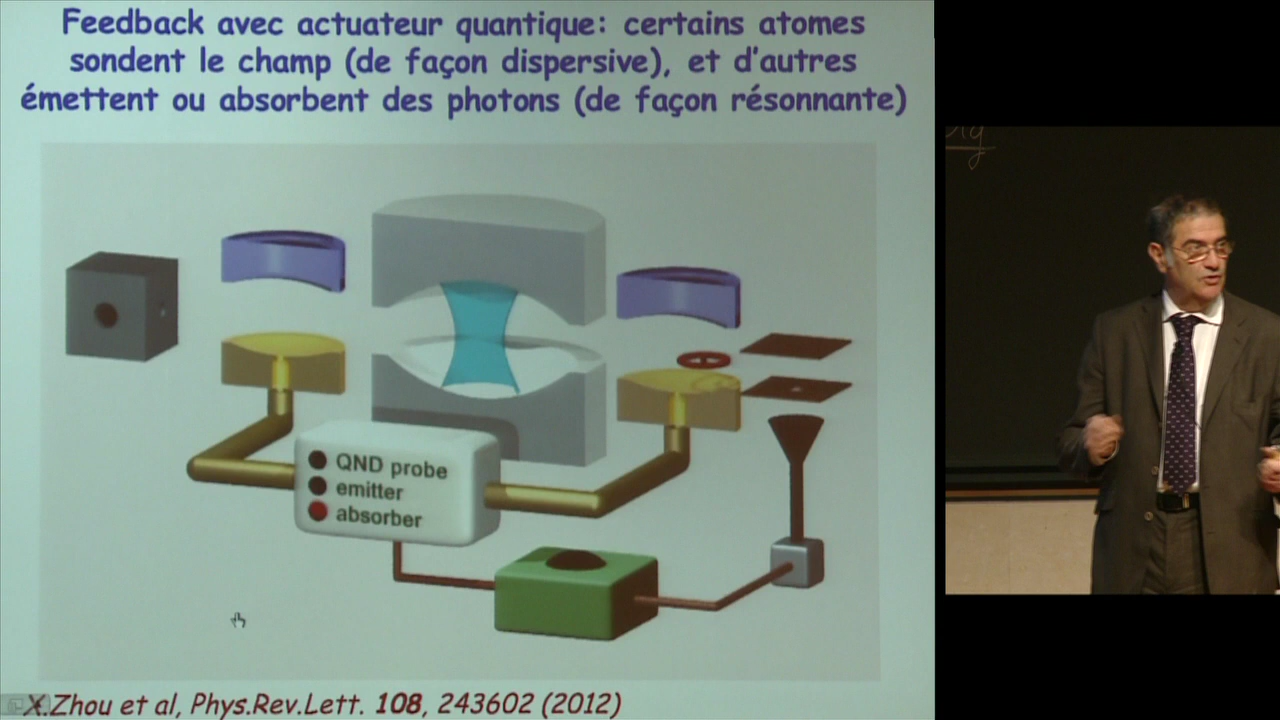 Feedback avec actuateur quantique: certains atomes
sondent le champ (de façon dispersive), et d'autres
émettent ou absorbent des photons (de façon résonnante)
QND probe
emitter
absorber
X.Zhou et al, Phys.Rev.Lett. 108, 243602 (2012)